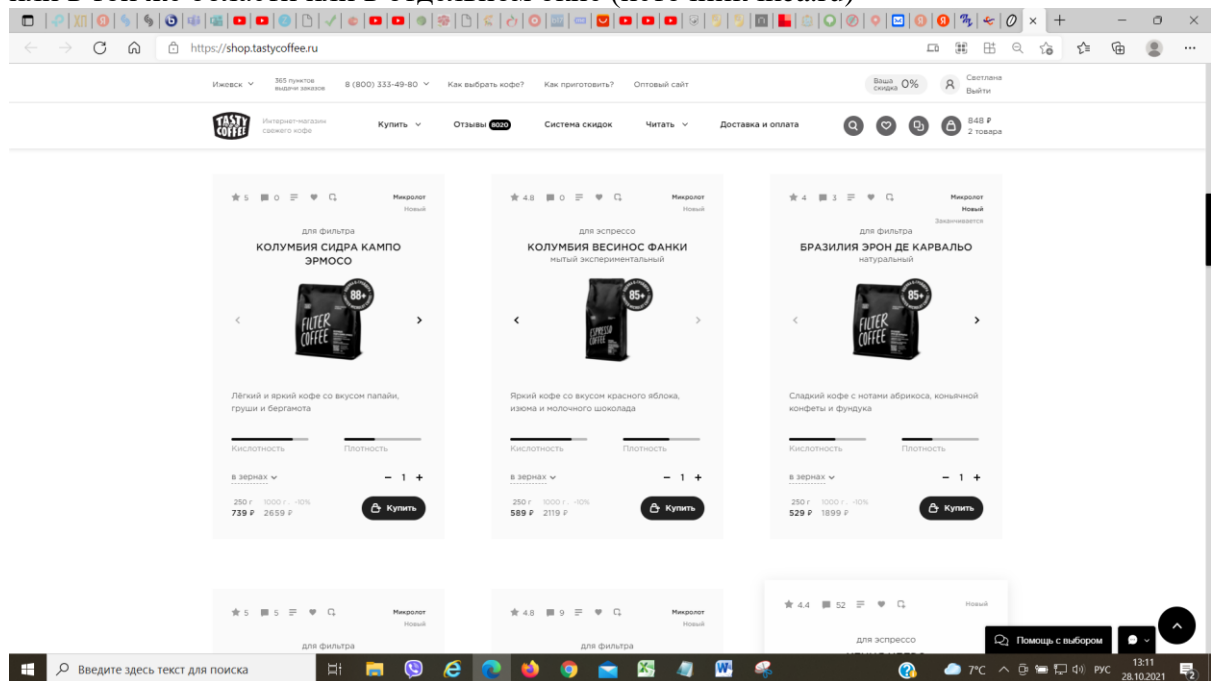 https://shop.tastycoffee.ru
Ижевск
365 пунктов
выдачи заказов
8 (800) 333-49-80
Как выбрать кофе?
Как приготовить?
Оптовый сайт
Ваша
скидка
0%
Светлана
Выйти
TASTY
COFFEE
Интернет-магазин
свежего кофе
Купить
Отзывы 8020
Система скидок
Читать
Доставка и оплата
848 ₽
2 товара
5 0
Микролот
Новый
для фильтра
КОЛУМБИЯ СИДРА КАМПО
ЭРМОСО
88+
FILTER
COFFEE
Лёгкий и яркий кофе со вкусом папайи,
груши и бергамота
Кислотность Плотность
в зернах
− 1 +
250 г 1000 г. -10%
739 ₽ 2659 ₽
Купить
4.8 0
Микролот
Новый
для эспрессо
КОЛУМБИЯ ВЕСИНОС ФАНКИ
мытый экспериментальный
85+
ESPRESSO
COFFEE
Яркий кофе со вкусом красного яблока,
изюма и молочного шоколада
Кислотность Плотность
в зернах
− 1 +
250 г 1000 г. -10%
589 ₽ 2119 ₽
Купить
4 3
Микролот
Новый
Заканчивается
для фильтра
БРАЗИЛИЯ ЭРОН ДЕ КАРВАЛЬО
натуральный
85+
FILTER
COFFEE
Сладкий кофе с нотами абрикоса, коньячной
конфеты и фундука
Кислотность Плотность
в зернах
− 1 +
250 г 1000 г. -10%
529 ₽ 1899 ₽
Купить
5 5
Микролот
Новый
для фильтра
4.8 9
Микролот
Новый
для фильтра
4.4 52
Новый
для эспрессо
Помощь с выбором
Введите здесь текст для поиска
7°C
РУС
13:11
28.10.2021
2